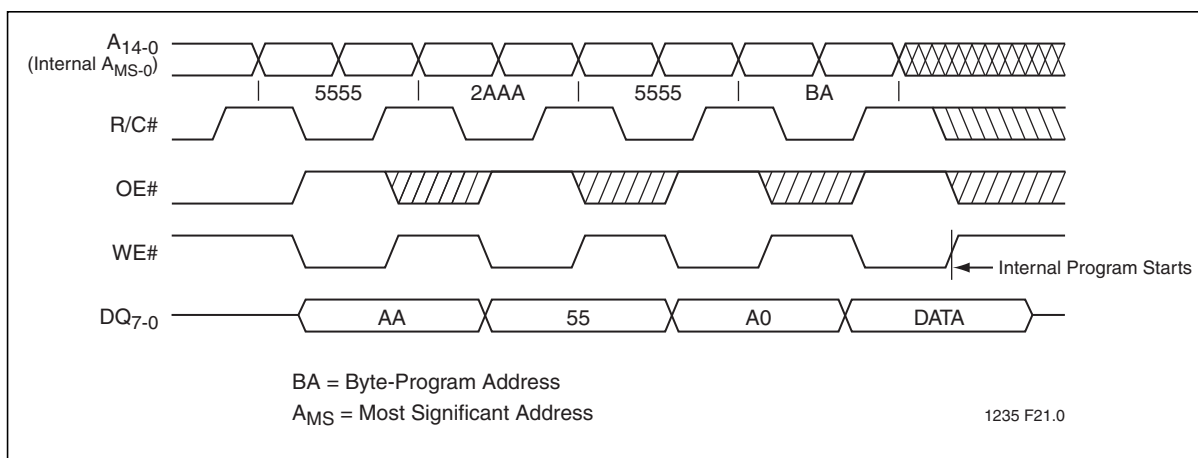 A14-0
(Internal AMS-0)
5555 2AAA 5555 BA
R/C#
OE#
WE#
Internal Program Starts
DQ7-0
AA 55 A0 DATA
BA = Byte-Program Address
AMS = Most Significant Address
1235 F21.0